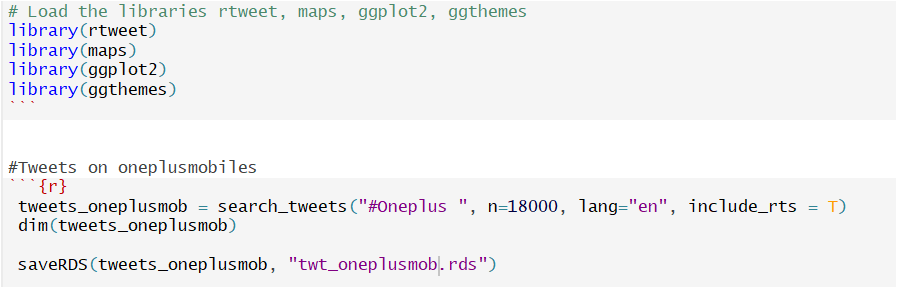 # Load the libraries rtweet, maps, ggplot2, ggthemes
library(rtweet)
library(maps)
library(ggplot2)
library(ggthemes)
```
#Tweets on oneplusmobiles
```{r}
tweets_oneplusmob = search_tweets("#Oneplus ", n=18000, lang="en", include_rts = T)
dim(tweets_oneplusmob)
saveRDS(tweets_oneplusmob, "twt_oneplusmob.rds")